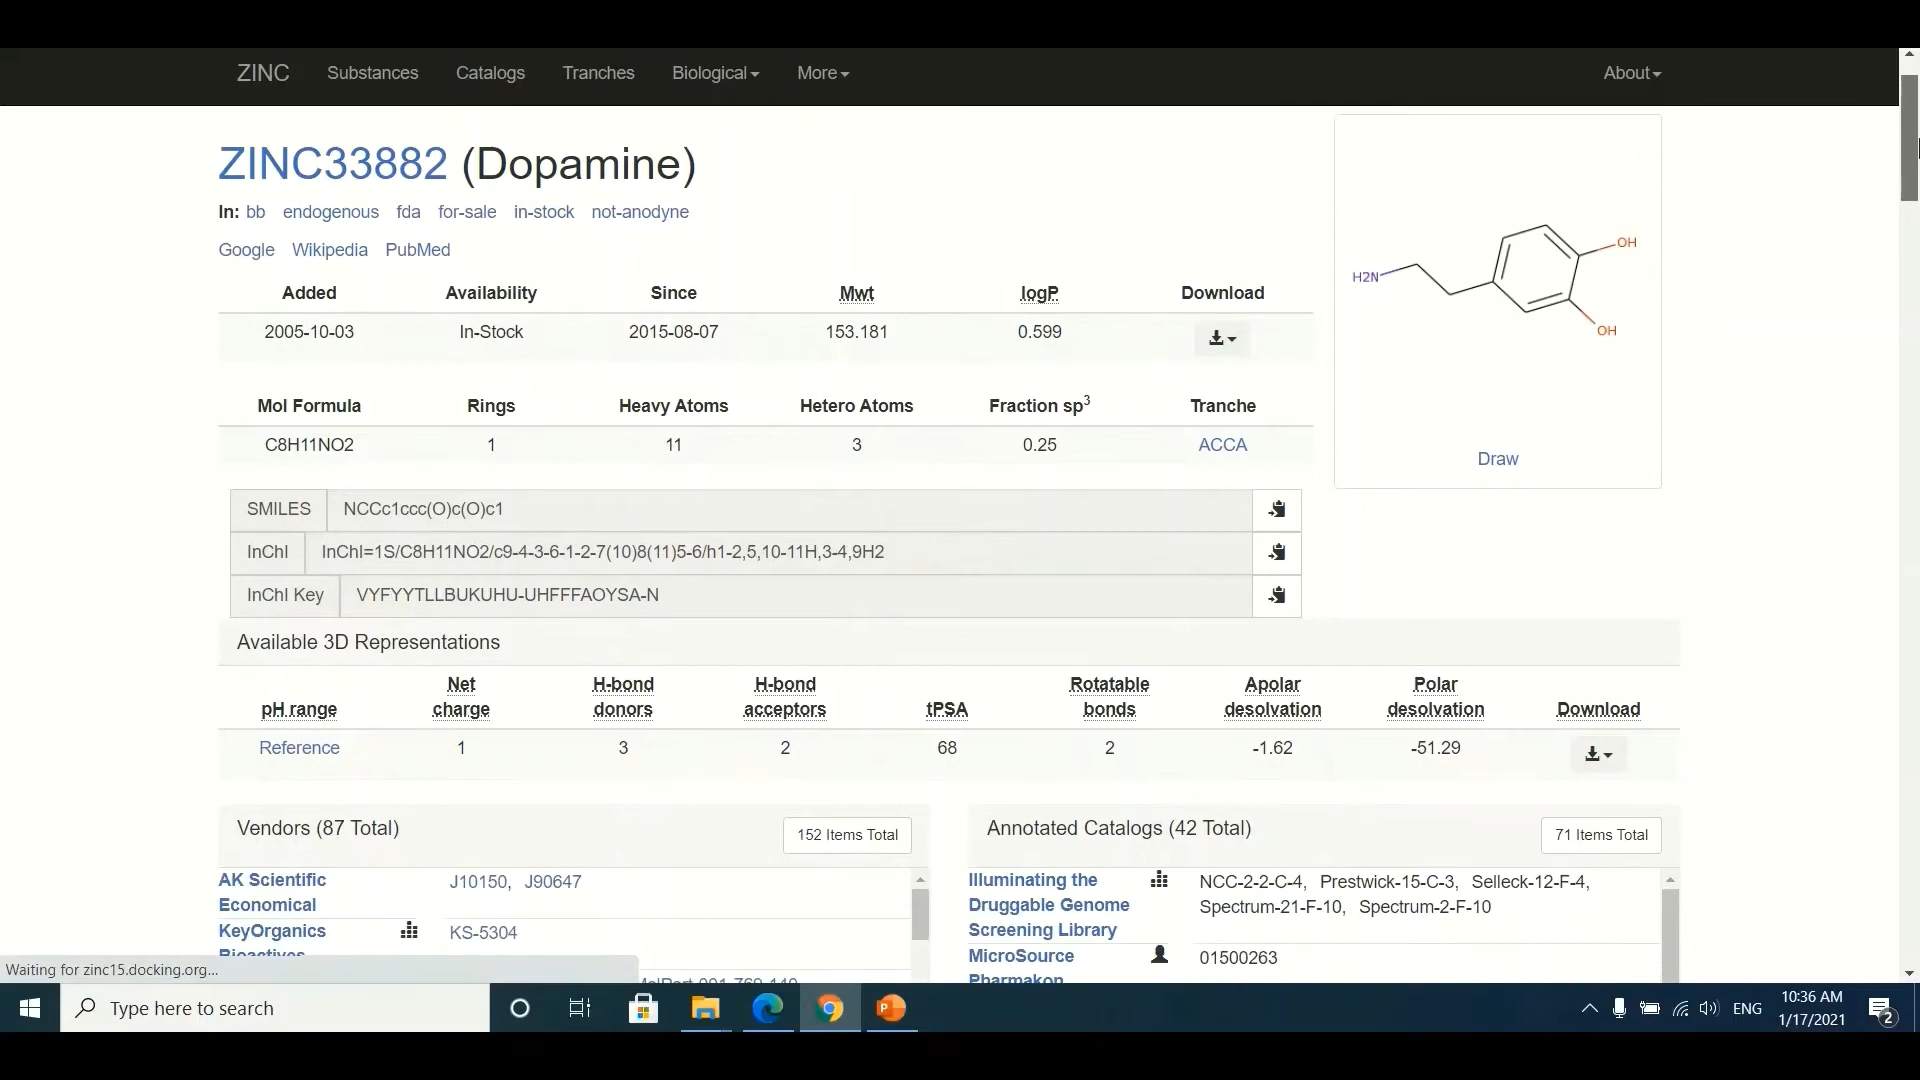 ZINC Substances Catalogs Tranches Biological More About
ZINC33882 (Dopamine)
In: bb endogenous fda for-sale in-stock not-anodyne
Google Wikipedia PubMed
Added Availability Since Mwt logP Download
2005-10-03 In-Stock 2015-08-07 153.181 0.599
Mol Formula Rings Heavy Atoms Hetero Atoms Fraction sp3 Tranche
C8H11NO2 1 11 3 0.25 ACCA
OH
H2N
OH
Draw
SMILES NCCc1ccc(O)c(O)c1
InChI InChI=1S/C8H11NO2/c9-4-3-6-1-2-7(10)8(11)5-6/h1-2,5,10-11H,3-4,9H2
InChI Key VYFYYTLLBUKUHU-UHFFFAOYSA-N
Available 3D Representations
pH range Net charge H-bond donors H-bond acceptors tPSA Rotatable bonds Apolar desolvation Polar desolvation Download
Reference 1 3 2 68 2 -1.62 -51.29
Vendors (87 Total) 152 Items Total
AK Scientific Economical J10150, J90647
KeyOrganics Bioactives KS-5304
Annotated Catalogs (42 Total) 71 Items Total
Illuminating the Druggable Genome Screening Library NCC-2-2-C-4, Prestwick-15-C-3, Selleck-12-F-4,
Spectrum-21-F-10, Spectrum-2-F-10
MicroSource Pharmakon 01500263
Waiting for zinc15.docking.org...
Type here to search
ENG
10:36 AM
1/17/2021
2